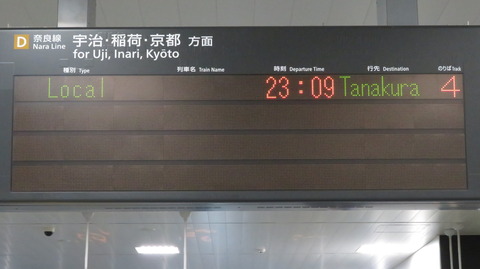 D 奈良線 Nara Line 宇治・稲荷・京都 方面
for Uji, Inari, Kyōto
種別 Type 列車名 Train Name 時刻 Departure Time 行先 Destination のりば Track
Local 23:09 Tanakura 4